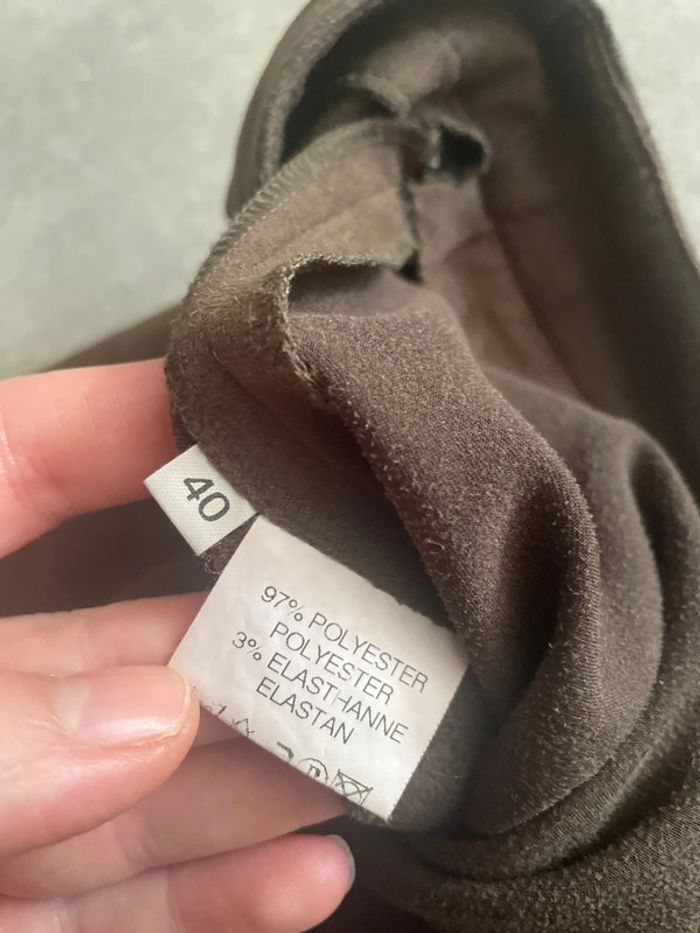 40
97% POLYESTER
POLYESTER
3% ELASTHANNE
ELASTAN